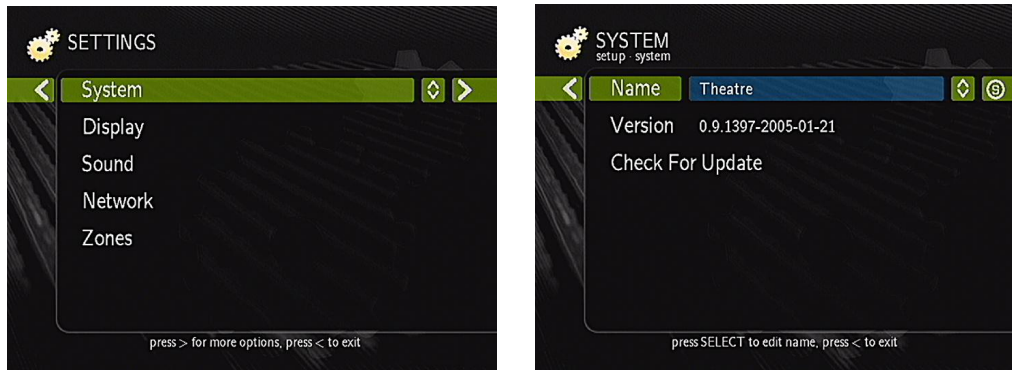 SETTINGS
System
Display
Sound
Network
Zones
press > for more options, press < to exit
SYSTEM
setup · system
Name Theatre
Version 0.9.1397-2005-01-21
Check For Update
press SELECT to edit name, press < to exit